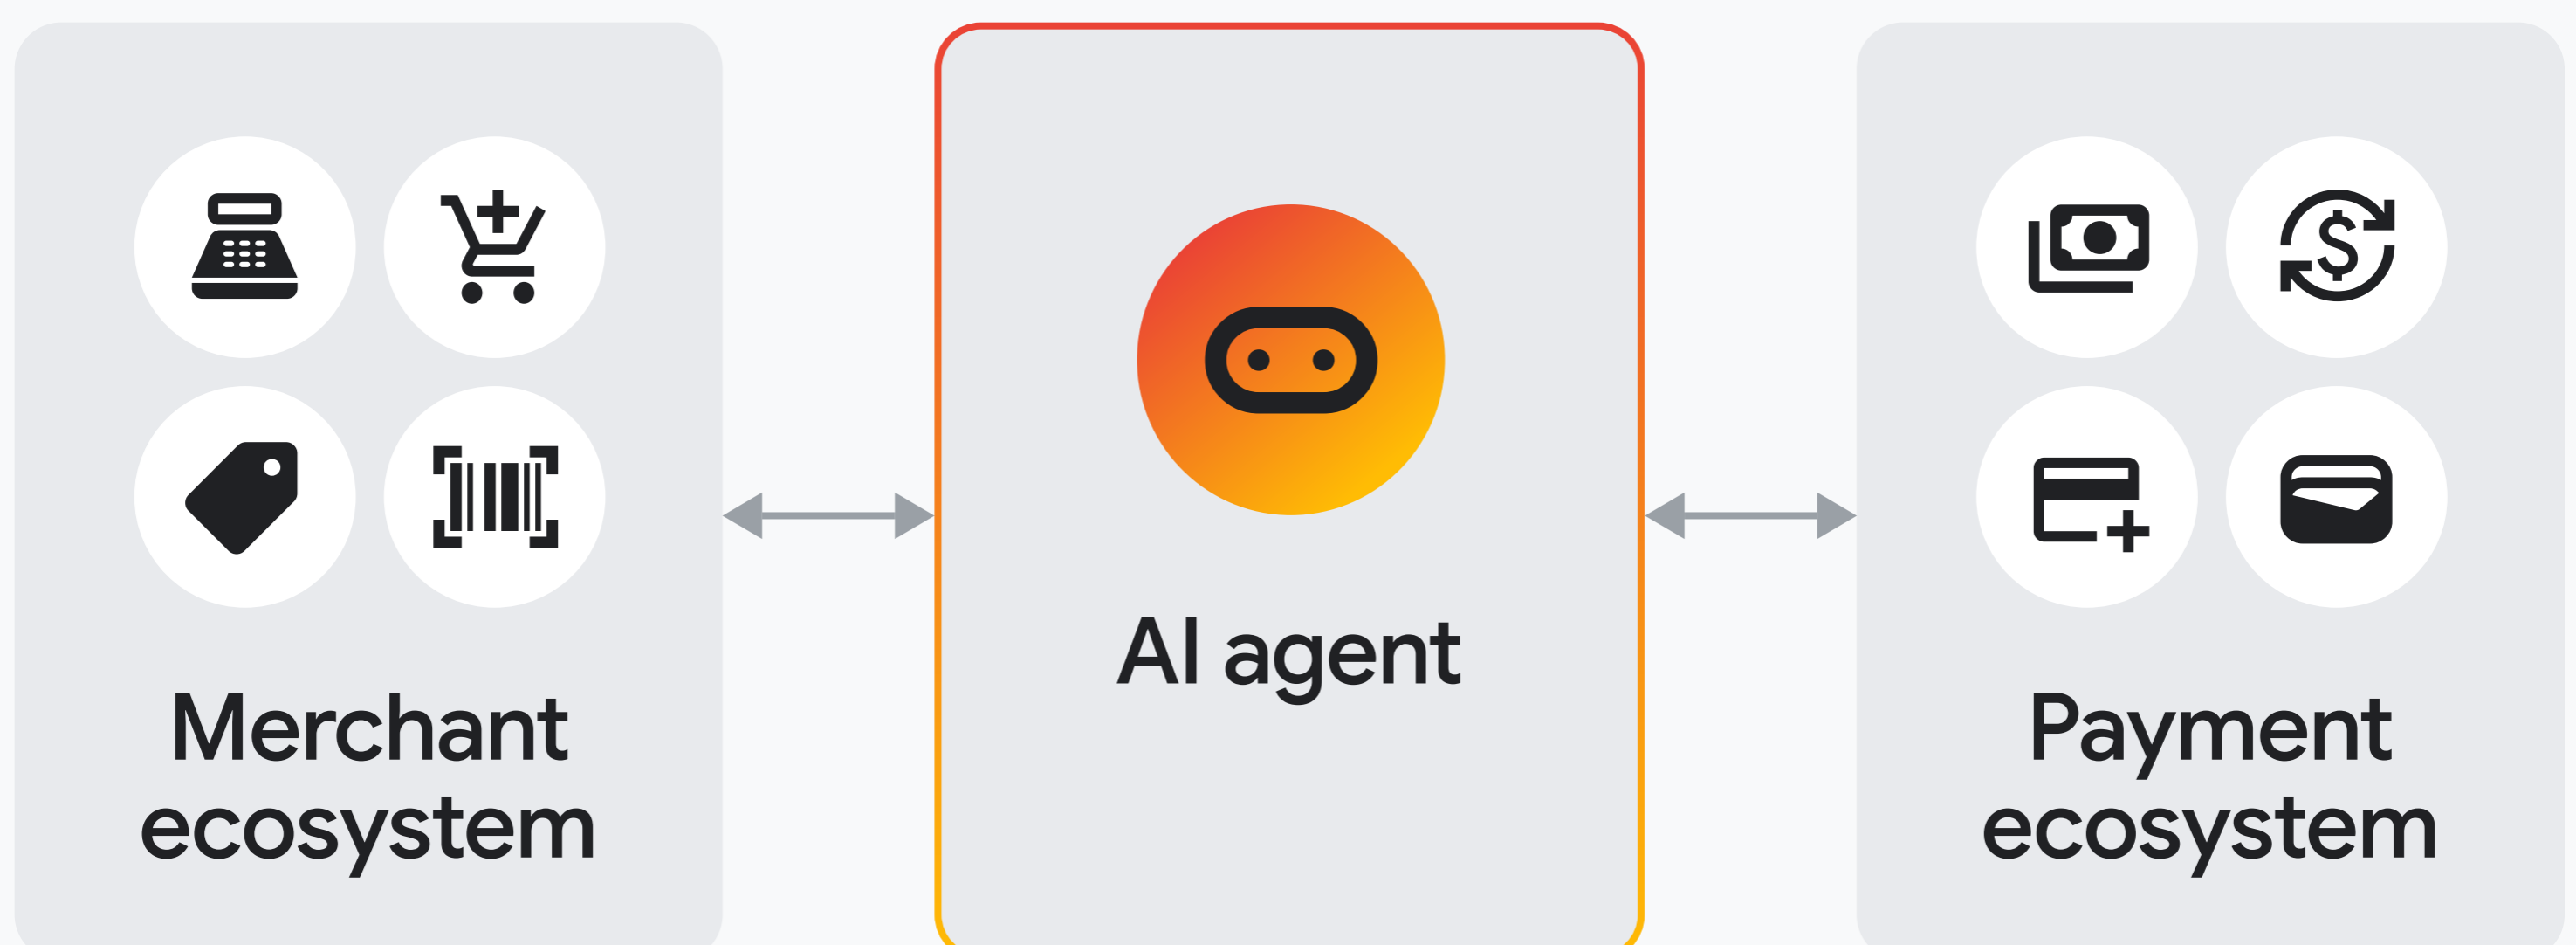 Merchant
ecosystem
AI agent
Payment
ecosystem